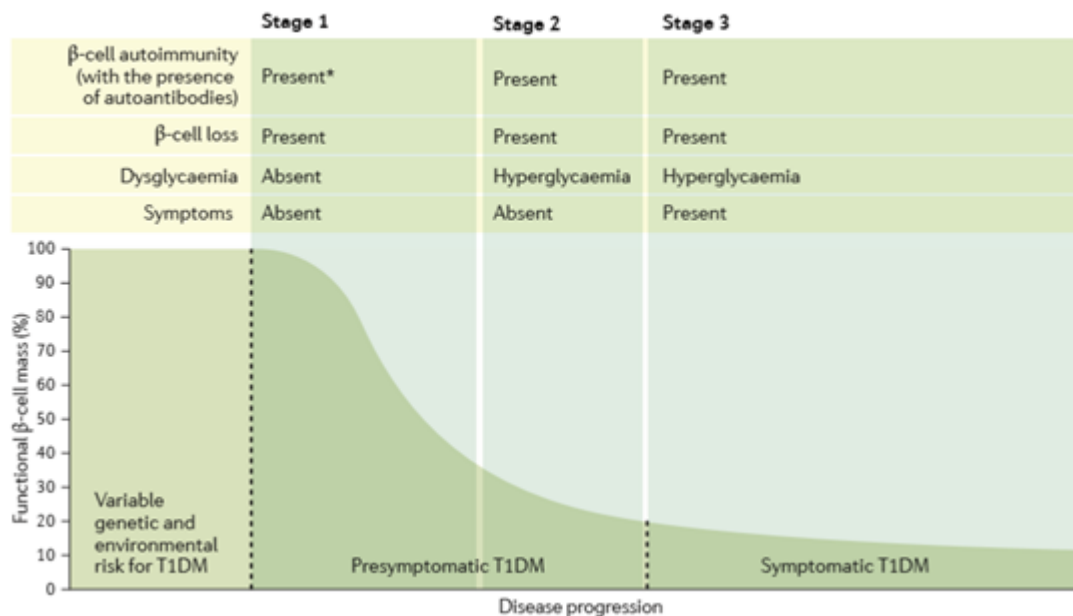 Stage 1 Stage 2 Stage 3
β-cell autoimmunity
(with the presence
of autoantibodies)
Present* Present Present
β-cell loss Present Present Present
Dysglycaemia Absent Hyperglycaemia Hyperglycaemia
Symptoms Absent Absent Present
Functional β-cell mass (%)
100
90
80
70
60
50
40
30
20
10
0
Variable
genetic and
environmental
risk for T1DM
Presymptomatic T1DM
Symptomatic T1DM
Disease progression